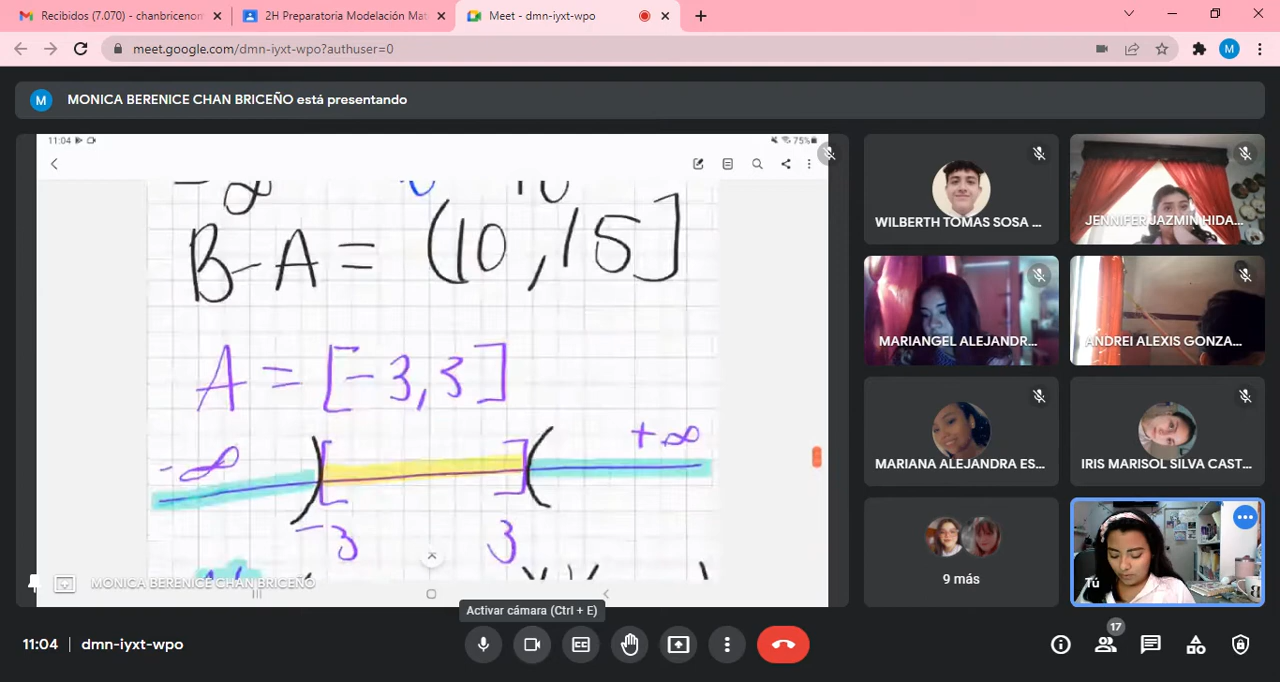 Recibidos (7.070) - chanbricenom
2H Preparatoria Modelación Mat
Meet - dmn-iyxt-wpo
meet.google.com/dmn-iyxt-wpo?authuser=0
M
M
MONICA BERENICE CHAN BRICEÑO está presentando
11:04
75%
-∞
10
B-A = (10, 15]
A = [-3, 3]
-∞
+∞
-3
3
MONICA BERENICE CHAN BRICEÑO
WILBERTH TOMAS SOSA ...
JENNIFER JAZMIN HIDA...
MARIANGEL ALEJANDR...
ANDREI ALEXIS GONZA...
MARIANA ALEJANDRA ES...
IRIS MARISOL SILVA CAST...
9 más
Tú
Activar cámara (Ctrl + E)
11:04 | dmn-iyxt-wpo
17